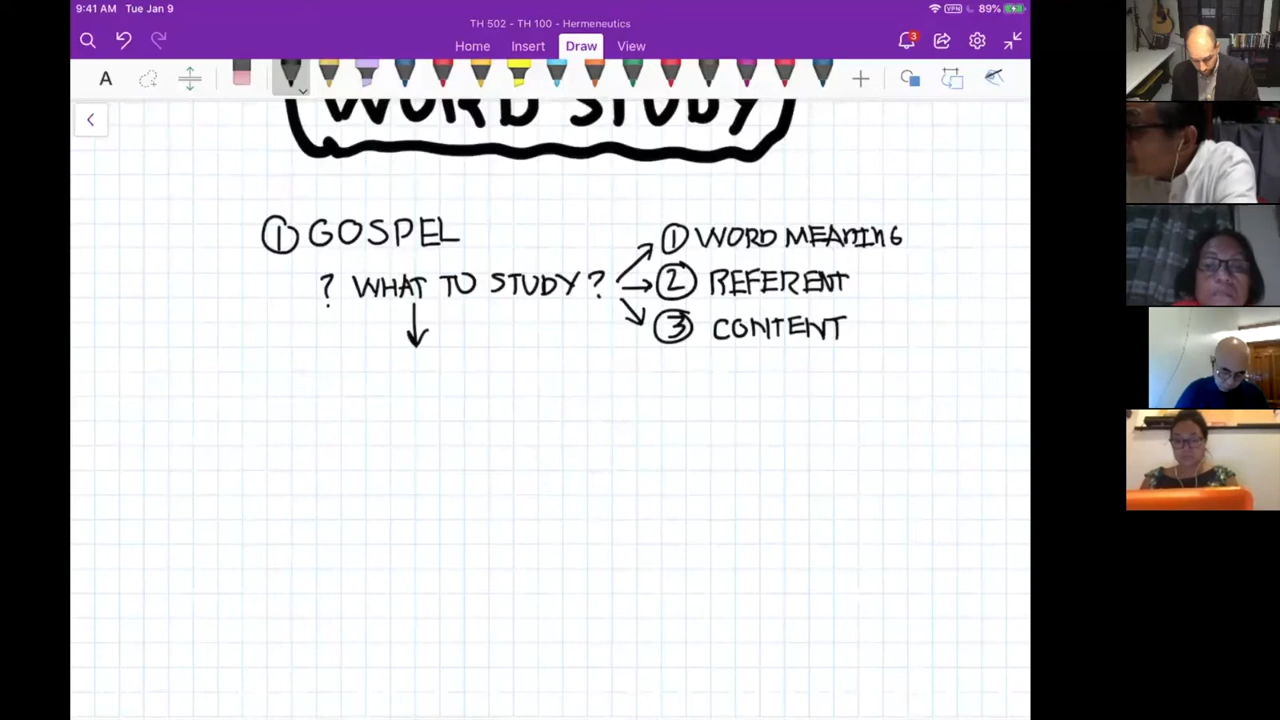 9:41 AM Tue Jan 9
VPN 89%
TH 502 - TH 100 - Hermeneutics
Home Insert Draw View
3
A
WORD STUDY
① GOSPEL
? WHAT TO STUDY ?
① WORD MEANING
② REFERENT
③ CONTENT